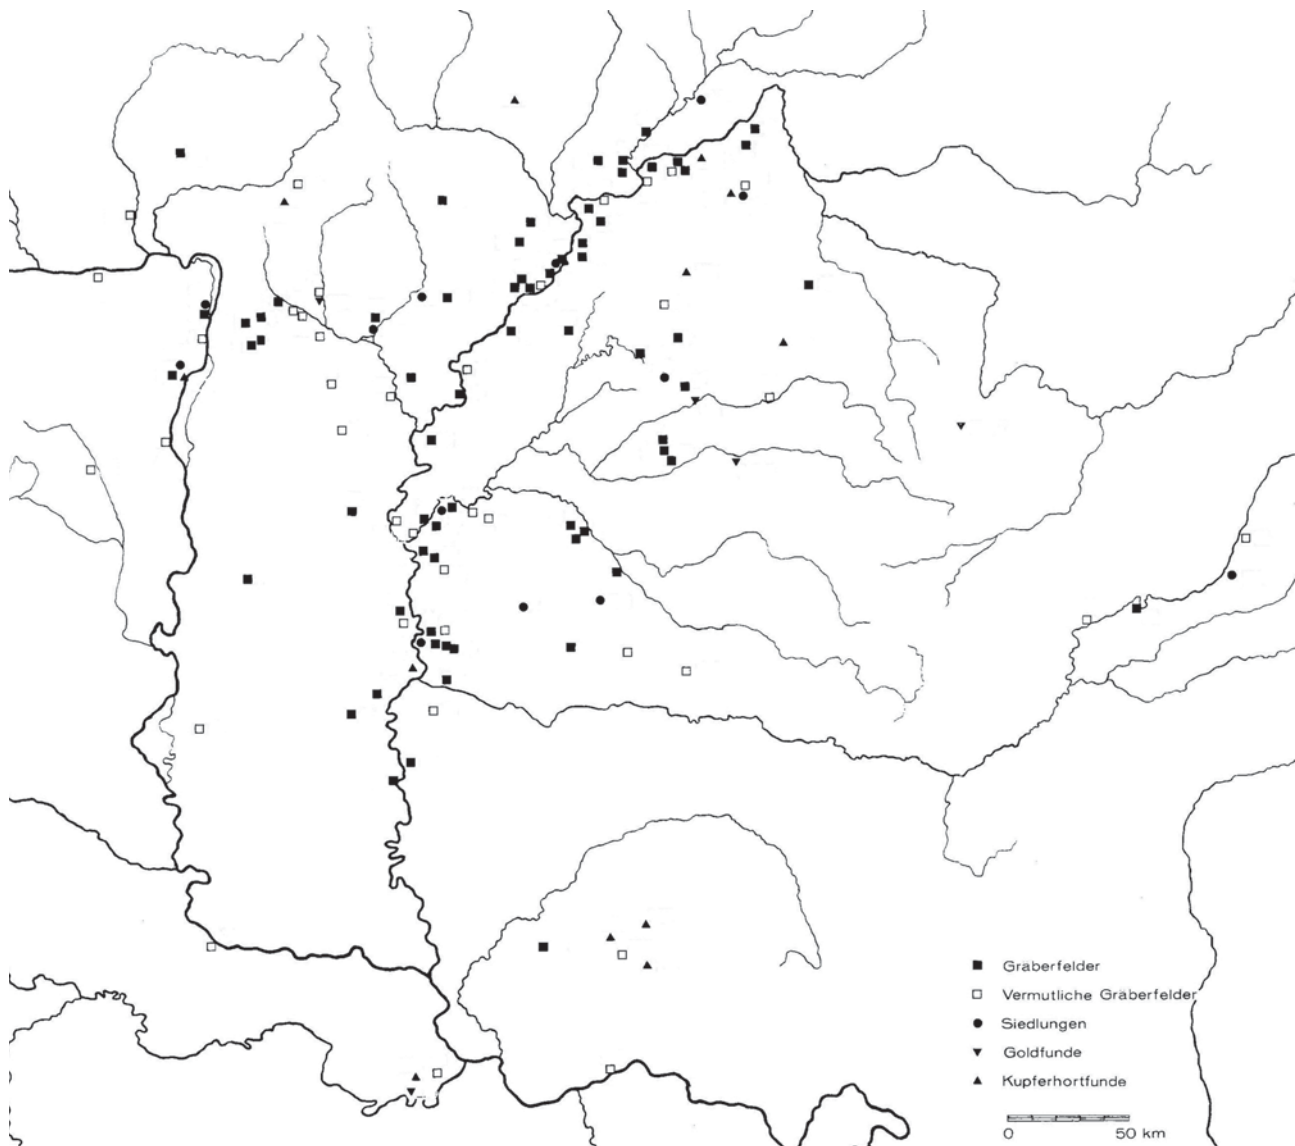 Gräberfelder
Vermutliche Gräberfelder
Siedlungen
Goldfunde
Kupferhortfunde
0 50 km